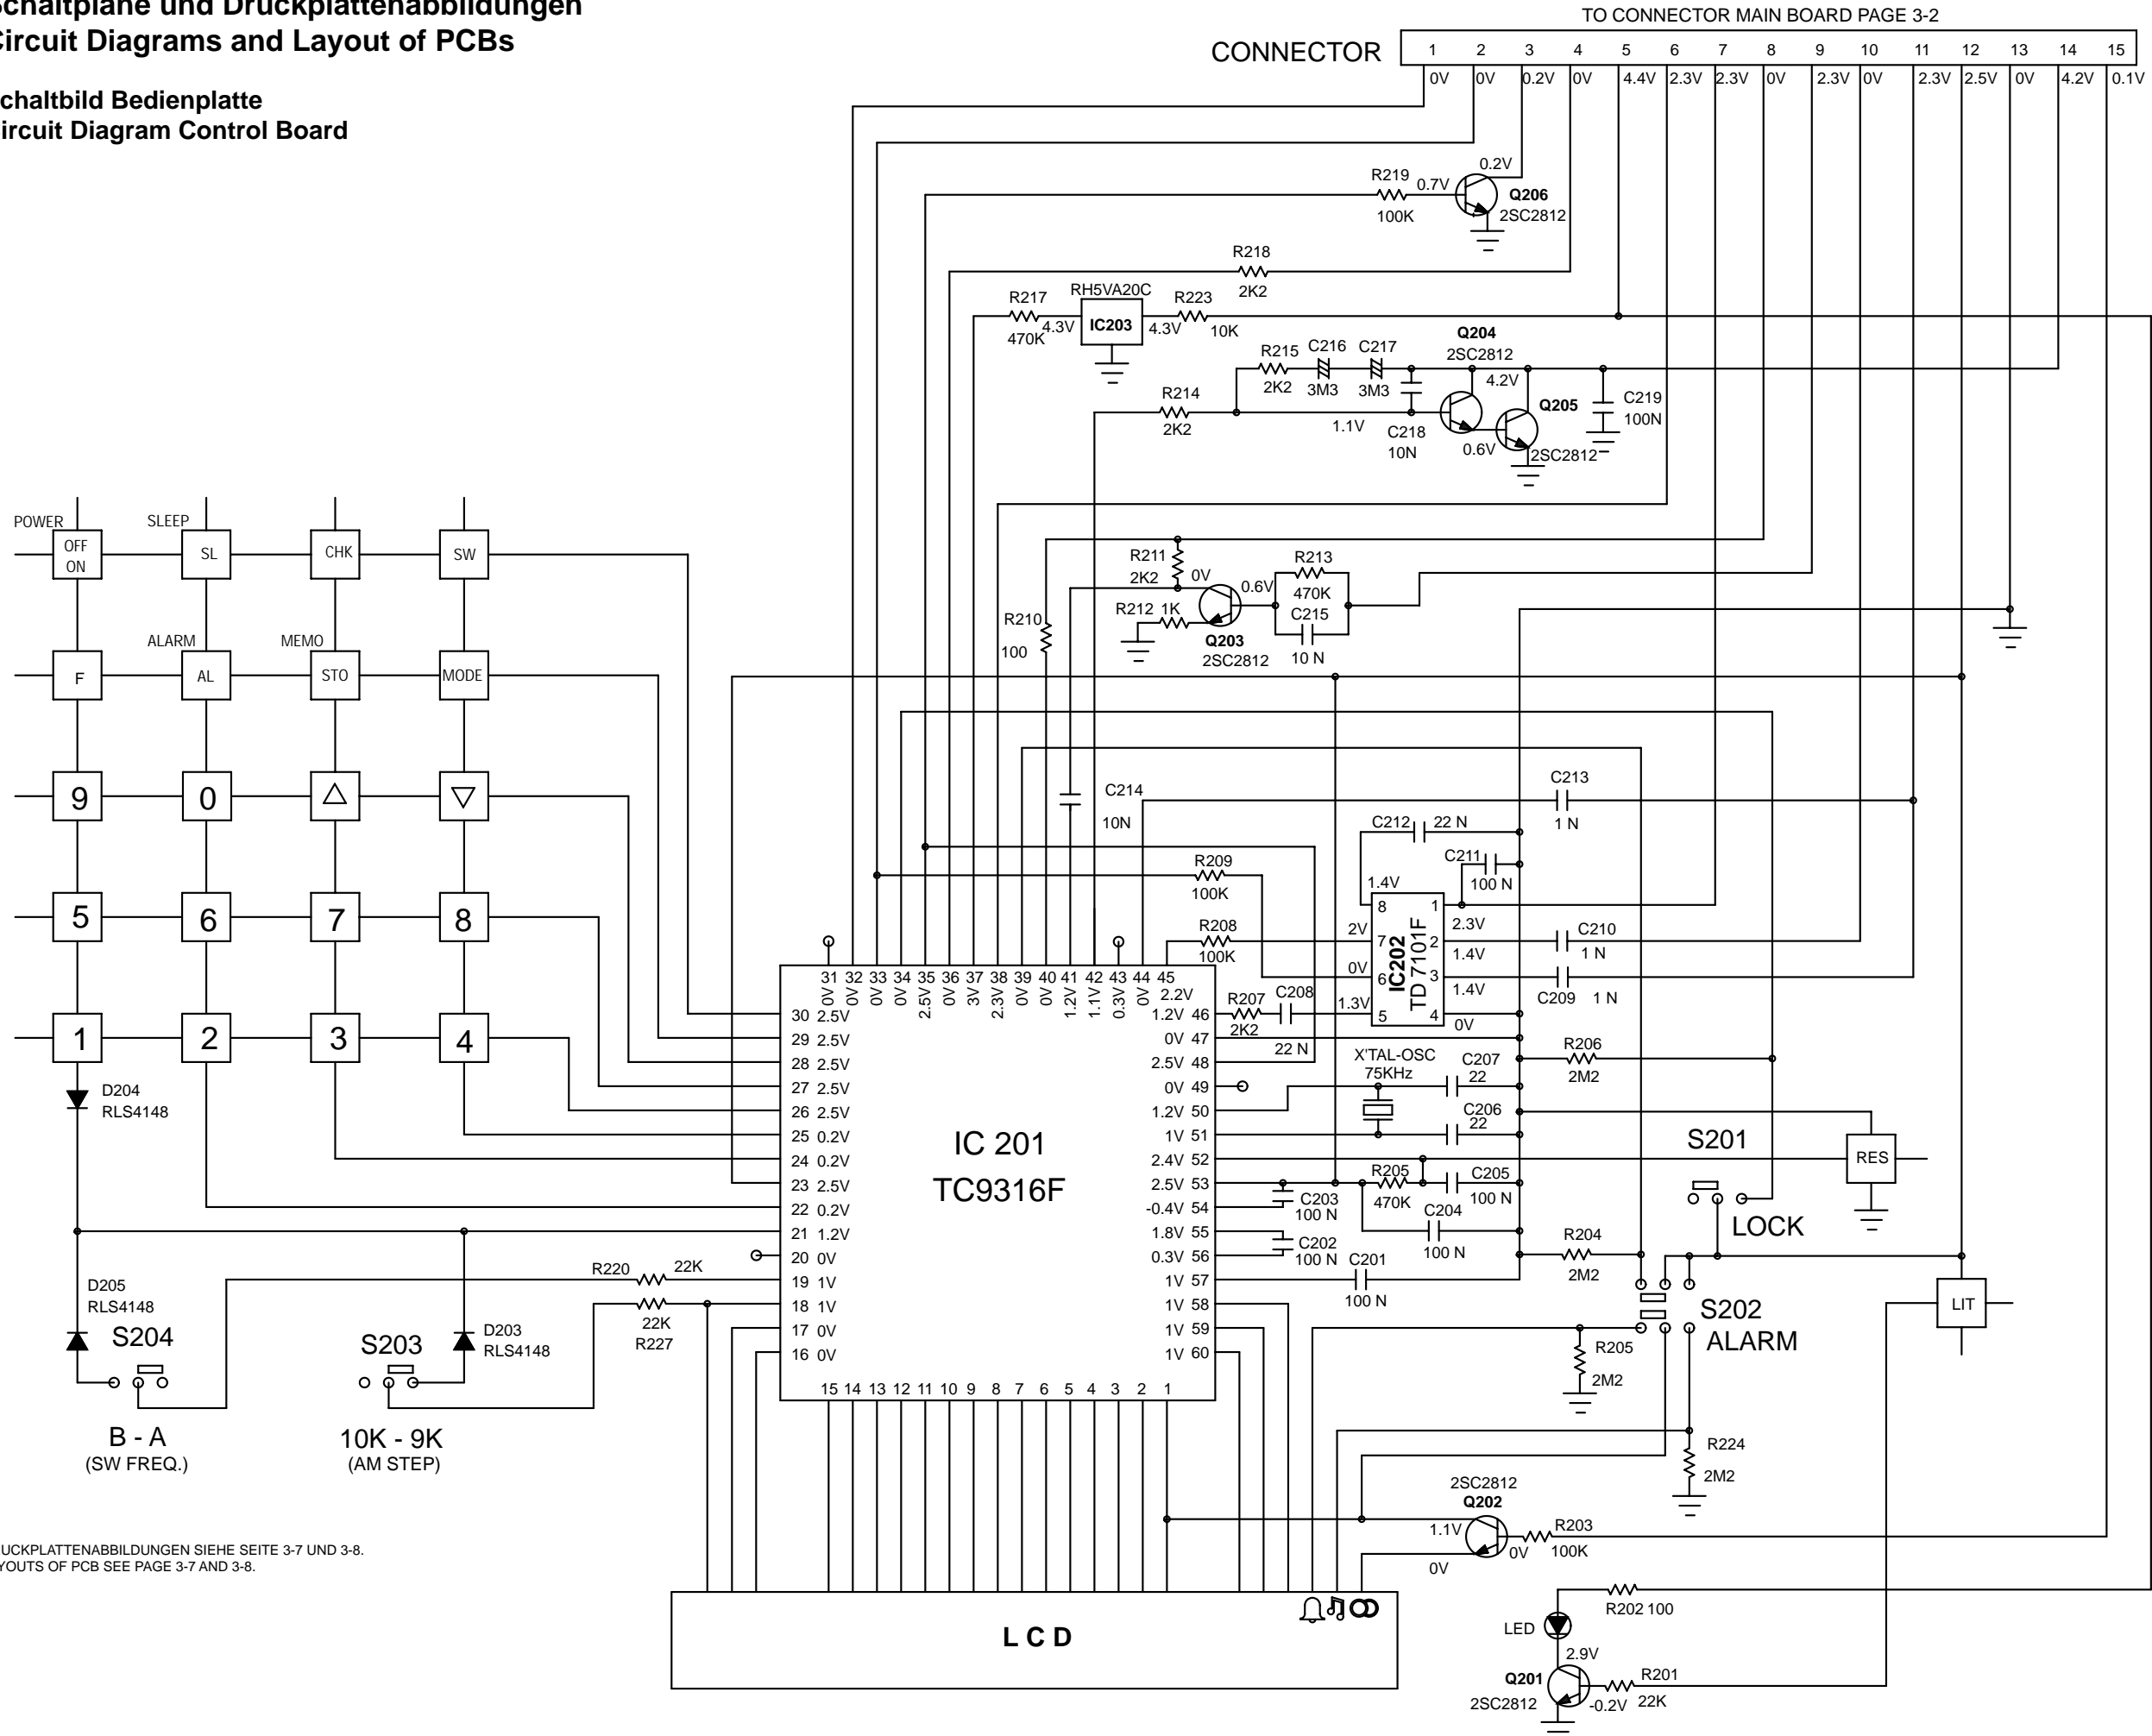 Schaltpläne und Druckplattenabbildungen
Circuit Diagrams and Layout of PCBs
chaltbild Bedienplatte
ircuit Diagram Control Board
TO CONNECTOR MAIN BOARD PAGE 3-2
CONNECTOR 1 2 3 4 5 6 7 8 9 10 11 12 13 14 15
0V 0V 0.2V 0V 4.4V 2.3V 2.3V 0V 2.3V 0V 2.3V 2.5V 0V 4.2V 0.1V
0.2V
R219 0.7V Q206
100K 2SC2812
R218
2K2
RH5VA20C
R217 IC203 R223
470K 4.3V 4.3V 10K
Q204
2SC2812
R215 C216 C217
2K2 3M3 3M3 4.2V
R214 Q205 C219
2K2 1.1V C218 100N
10N 0.6V 2SC2812
POWER SLEEP
OFF ON SL CHK SW
ALARM MEMO
F AL STO MODE
9 0 △ ▽
5 6 7 8
1 2 3 4
R211 R213
2K2 0V 0.6V 470K
R212 1K C215
R210 Q203
100 2SC2812 10 N
C214 C213
10N 1 N
C212 22 N
C211
R209 100 N
100K 1.4V
8 1
R208 2V 2.3V C210
100K 7 2 1 N
IC202
TD 7101F
0V 1.4V
6 3
1.3V 1.4V C209 1 N
5 4
0V
R207 C208
2K2 22 N
31 32 33 34 35 36 37 38 39 40 41 42 43 44 45
0V 0V 0V 0V 2.5V 0V 3V 2.3V 0V 0V 1.2V 1.1V 0.3V 0V 2.2V
30 2.5V 1.2V 46
29 2.5V 0V 47
28 2.5V 2.5V 48
27 2.5V 0V 49
26 2.5V 1.2V 50
25 0.2V 1V 51
24 0.2V 2.4V 52
23 2.5V 2.5V 53
22 0.2V -0.4V 54
21 1.2V 1.8V 55
20 0V 0.3V 56
19 1V 1V 57
18 1V 1V 58
17 0V 1V 59
16 0V 1V 60
15 14 13 12 11 10 9 8 7 6 5 4 3 2 1
IC 201
TC9316F
X'TAL-OSC
75KHz
C207
22
C206
22
R206
2M2
R205 C205
470K 100 N
C203
100 N
C204
100 N
C202
100 N
C201
100 N
R204
2M2
S201
LOCK
RES
S202
ALARM
LIT
R205
2M2
R224
2M2
D204
RLS4148
D205
RLS4148
S204
B - A
(SW FREQ.)
S203
10K - 9K
(AM STEP)
D203
RLS4148
R220 22K
22K
R227
2SC2812
Q202
1.1V R203
0V 0V 100K
R202 100
LED
2.9V
Q201 R201
2SC2812 -0.2V 22K
LCD
UCKPLATTENABBILDUNGEN SIEHE SEITE 3-7 UND 3-8.
YOUTS OF PCB SEE PAGE 3-7 AND 3-8.